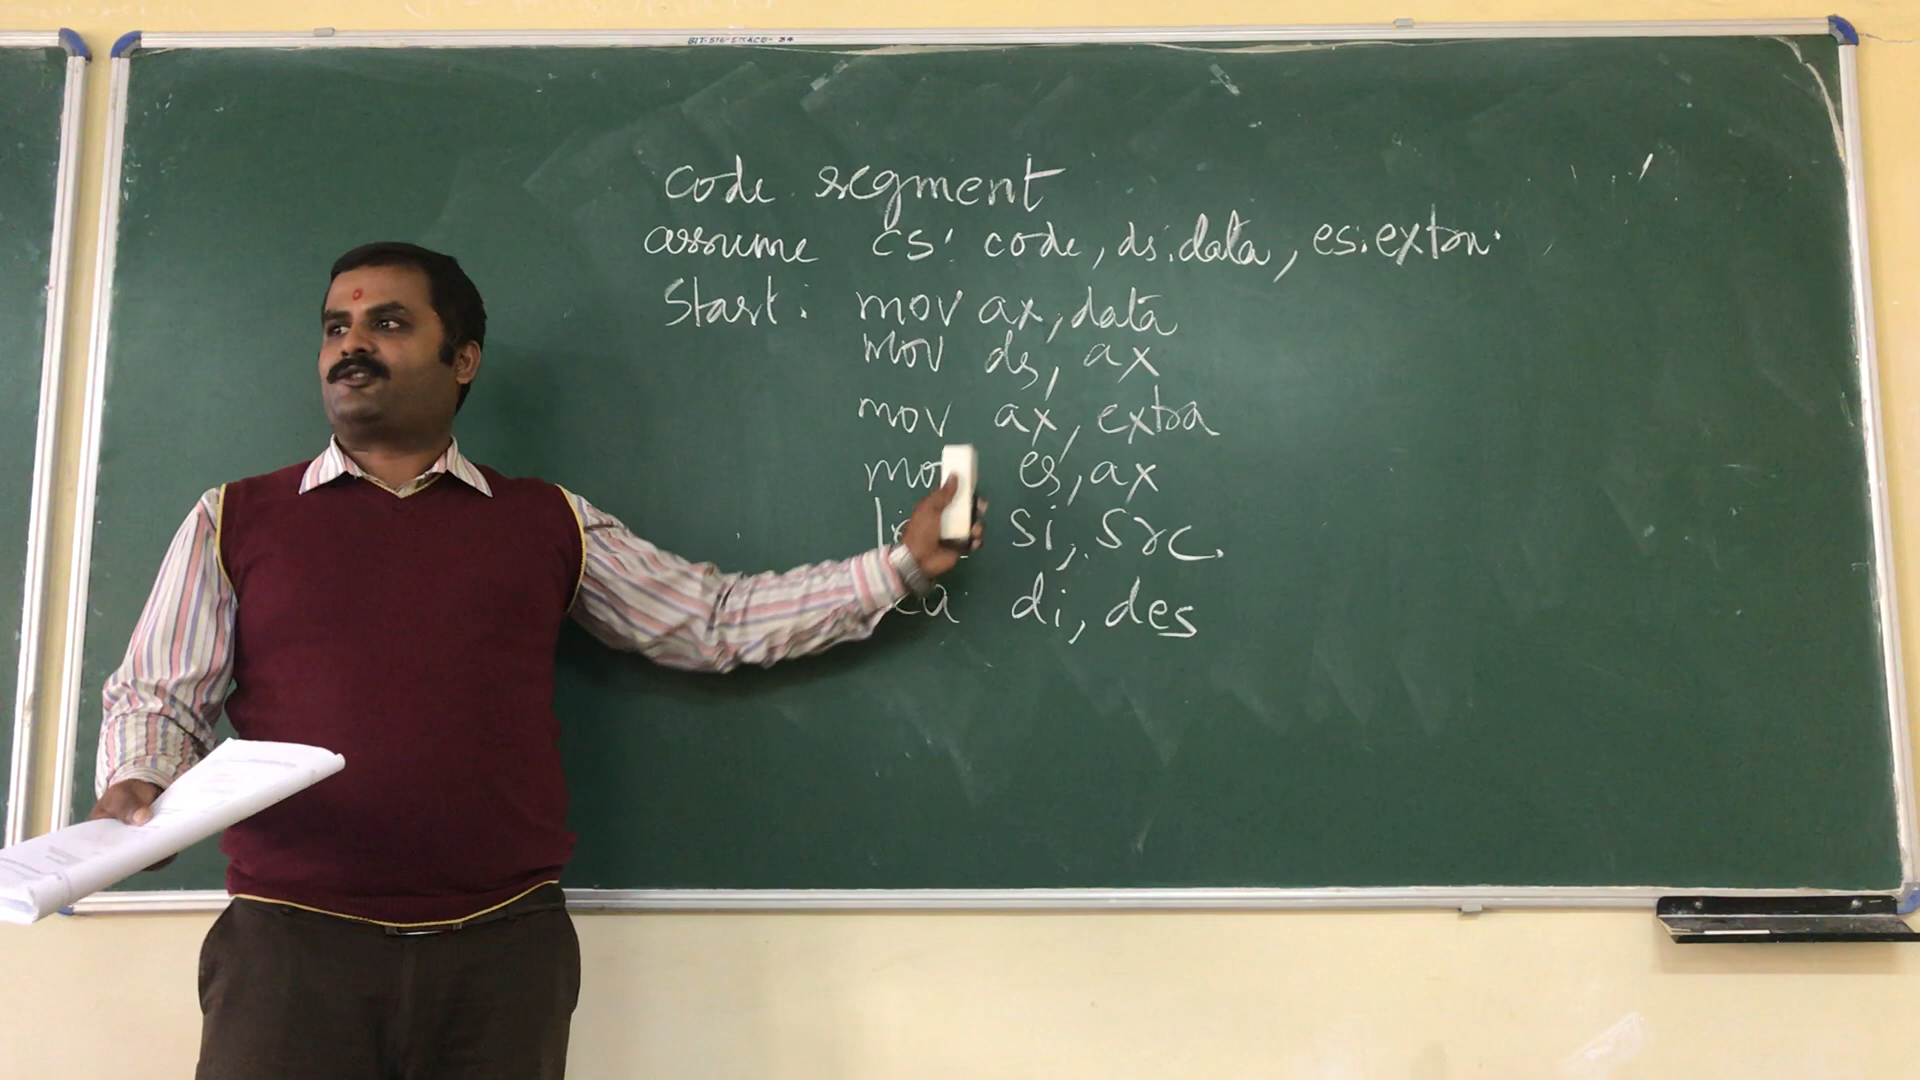 code segment
assume cs: code, ds:data, es:extra.
Start: mov ax, data
mov ds, ax
mov ax, extra
mov es, ax
si, src.
di, des